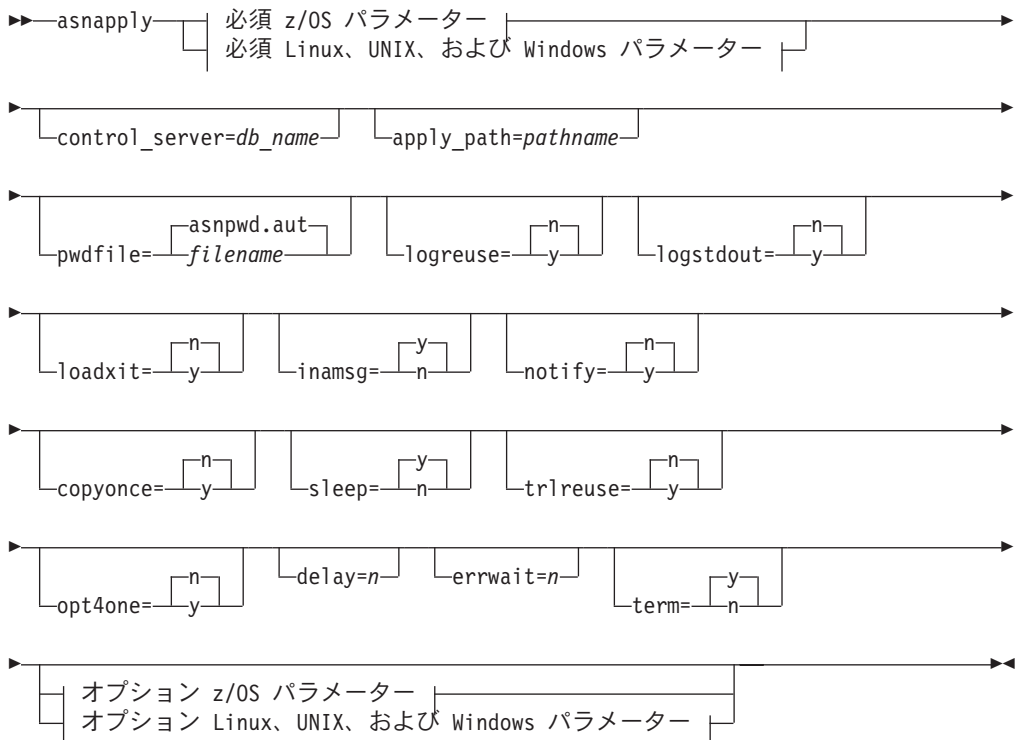 asnapply 必須 z/OS パラメーター
必須 Linux、UNIX、および Windows パラメーター
control_server=db_name apply_path=pathname
asnpwd.aut n n
pwdfile= filename logreuse= y logstdout= y
n y n
loadxit= y inamsg= n notify= y
n y n
copyonce= y sleep= n trlreuse= y
n delay=n errwait=n y
opt4one= y term= n
オプション z/OS パラメーター
オプション Linux、UNIX、および Windows パラメーター